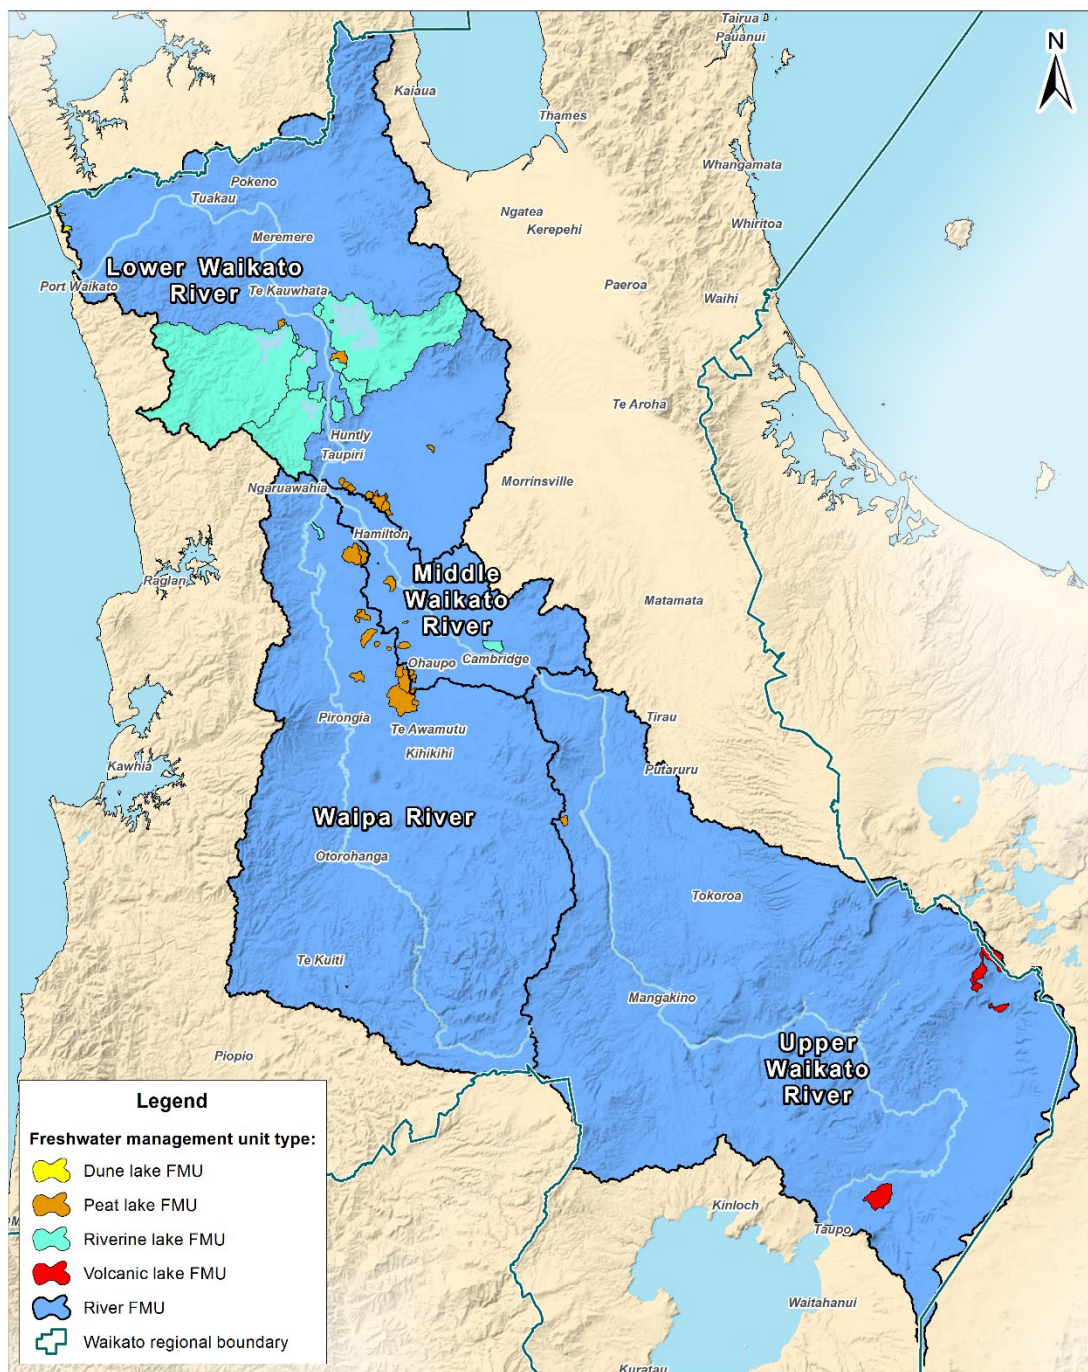 Tairua
Pauanui
N
Kaiaua
Thames
Whangamata
Pokeno
Tuakau
Ngatea
Kerepehi
Whiritoa
Meremere
Lower Waikato
River
Port Waikato
Te Kauwhata
Paeroa
Waihi
Te Aroha
Huntly
Taupiri
Ngaruawahia
Morrinsville
Hamilton
Raglan
Middle
Waikato
River
Matamata
Ohaupo
Cambridge
Pirongia
Te Awamutu
Kihikihi
Tirau
Putaruru
Kawhia
Waipa River
Otorohanga
Tokoroa
Te Kuiti
Mangakino
Upper
Waikato
River
Piopio
Kinloch
Taupo
Waitahanui
Kuratau
Legend
Freshwater management unit type:
Dune lake FMU
Peat lake FMU
Riverine lake FMU
Volcanic lake FMU
River FMU
Waikato regional boundary